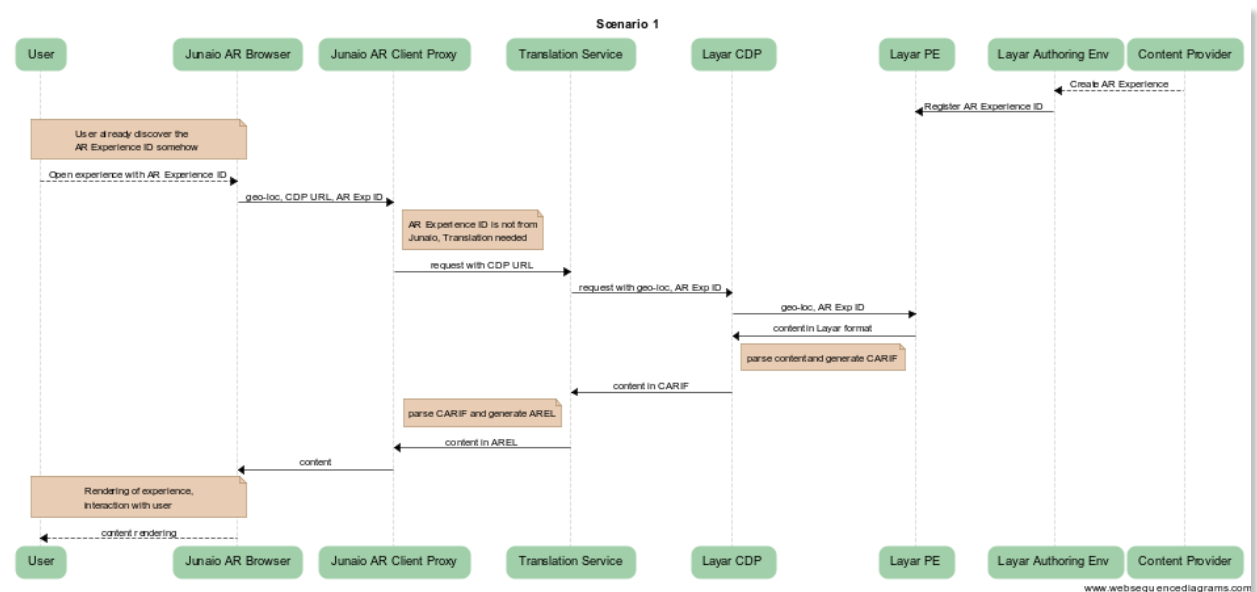 Scenario 1
User
Junaio AR Browser
Junaio AR Client Proxy
Translation Service
Layar CDP
Layar PE
Layar Authoring Env
Content Provider
Create AR Experience
Register AR Experience ID
User already discover the
AR Experience ID somehow
Open experience with AR Experience ID
geo-loc, CDP URL, AR Exp ID
AR Experience ID is not from
Junaio, Translation needed
request with CDP URL
request with geo-loc, AR Exp ID
geo-loc, AR Exp ID
content in Layar format
parse content and generate CARIF
content in CARIF
parse CARIF and generate AREL
content in AREL
content
Rendering of experience,
interaction with user
content rendering
User
Junaio AR Browser
Junaio AR Client Proxy
Translation Service
Layar CDP
Layar PE
Layar Authoring Env
Content Provider
www.websequencediagrams.com